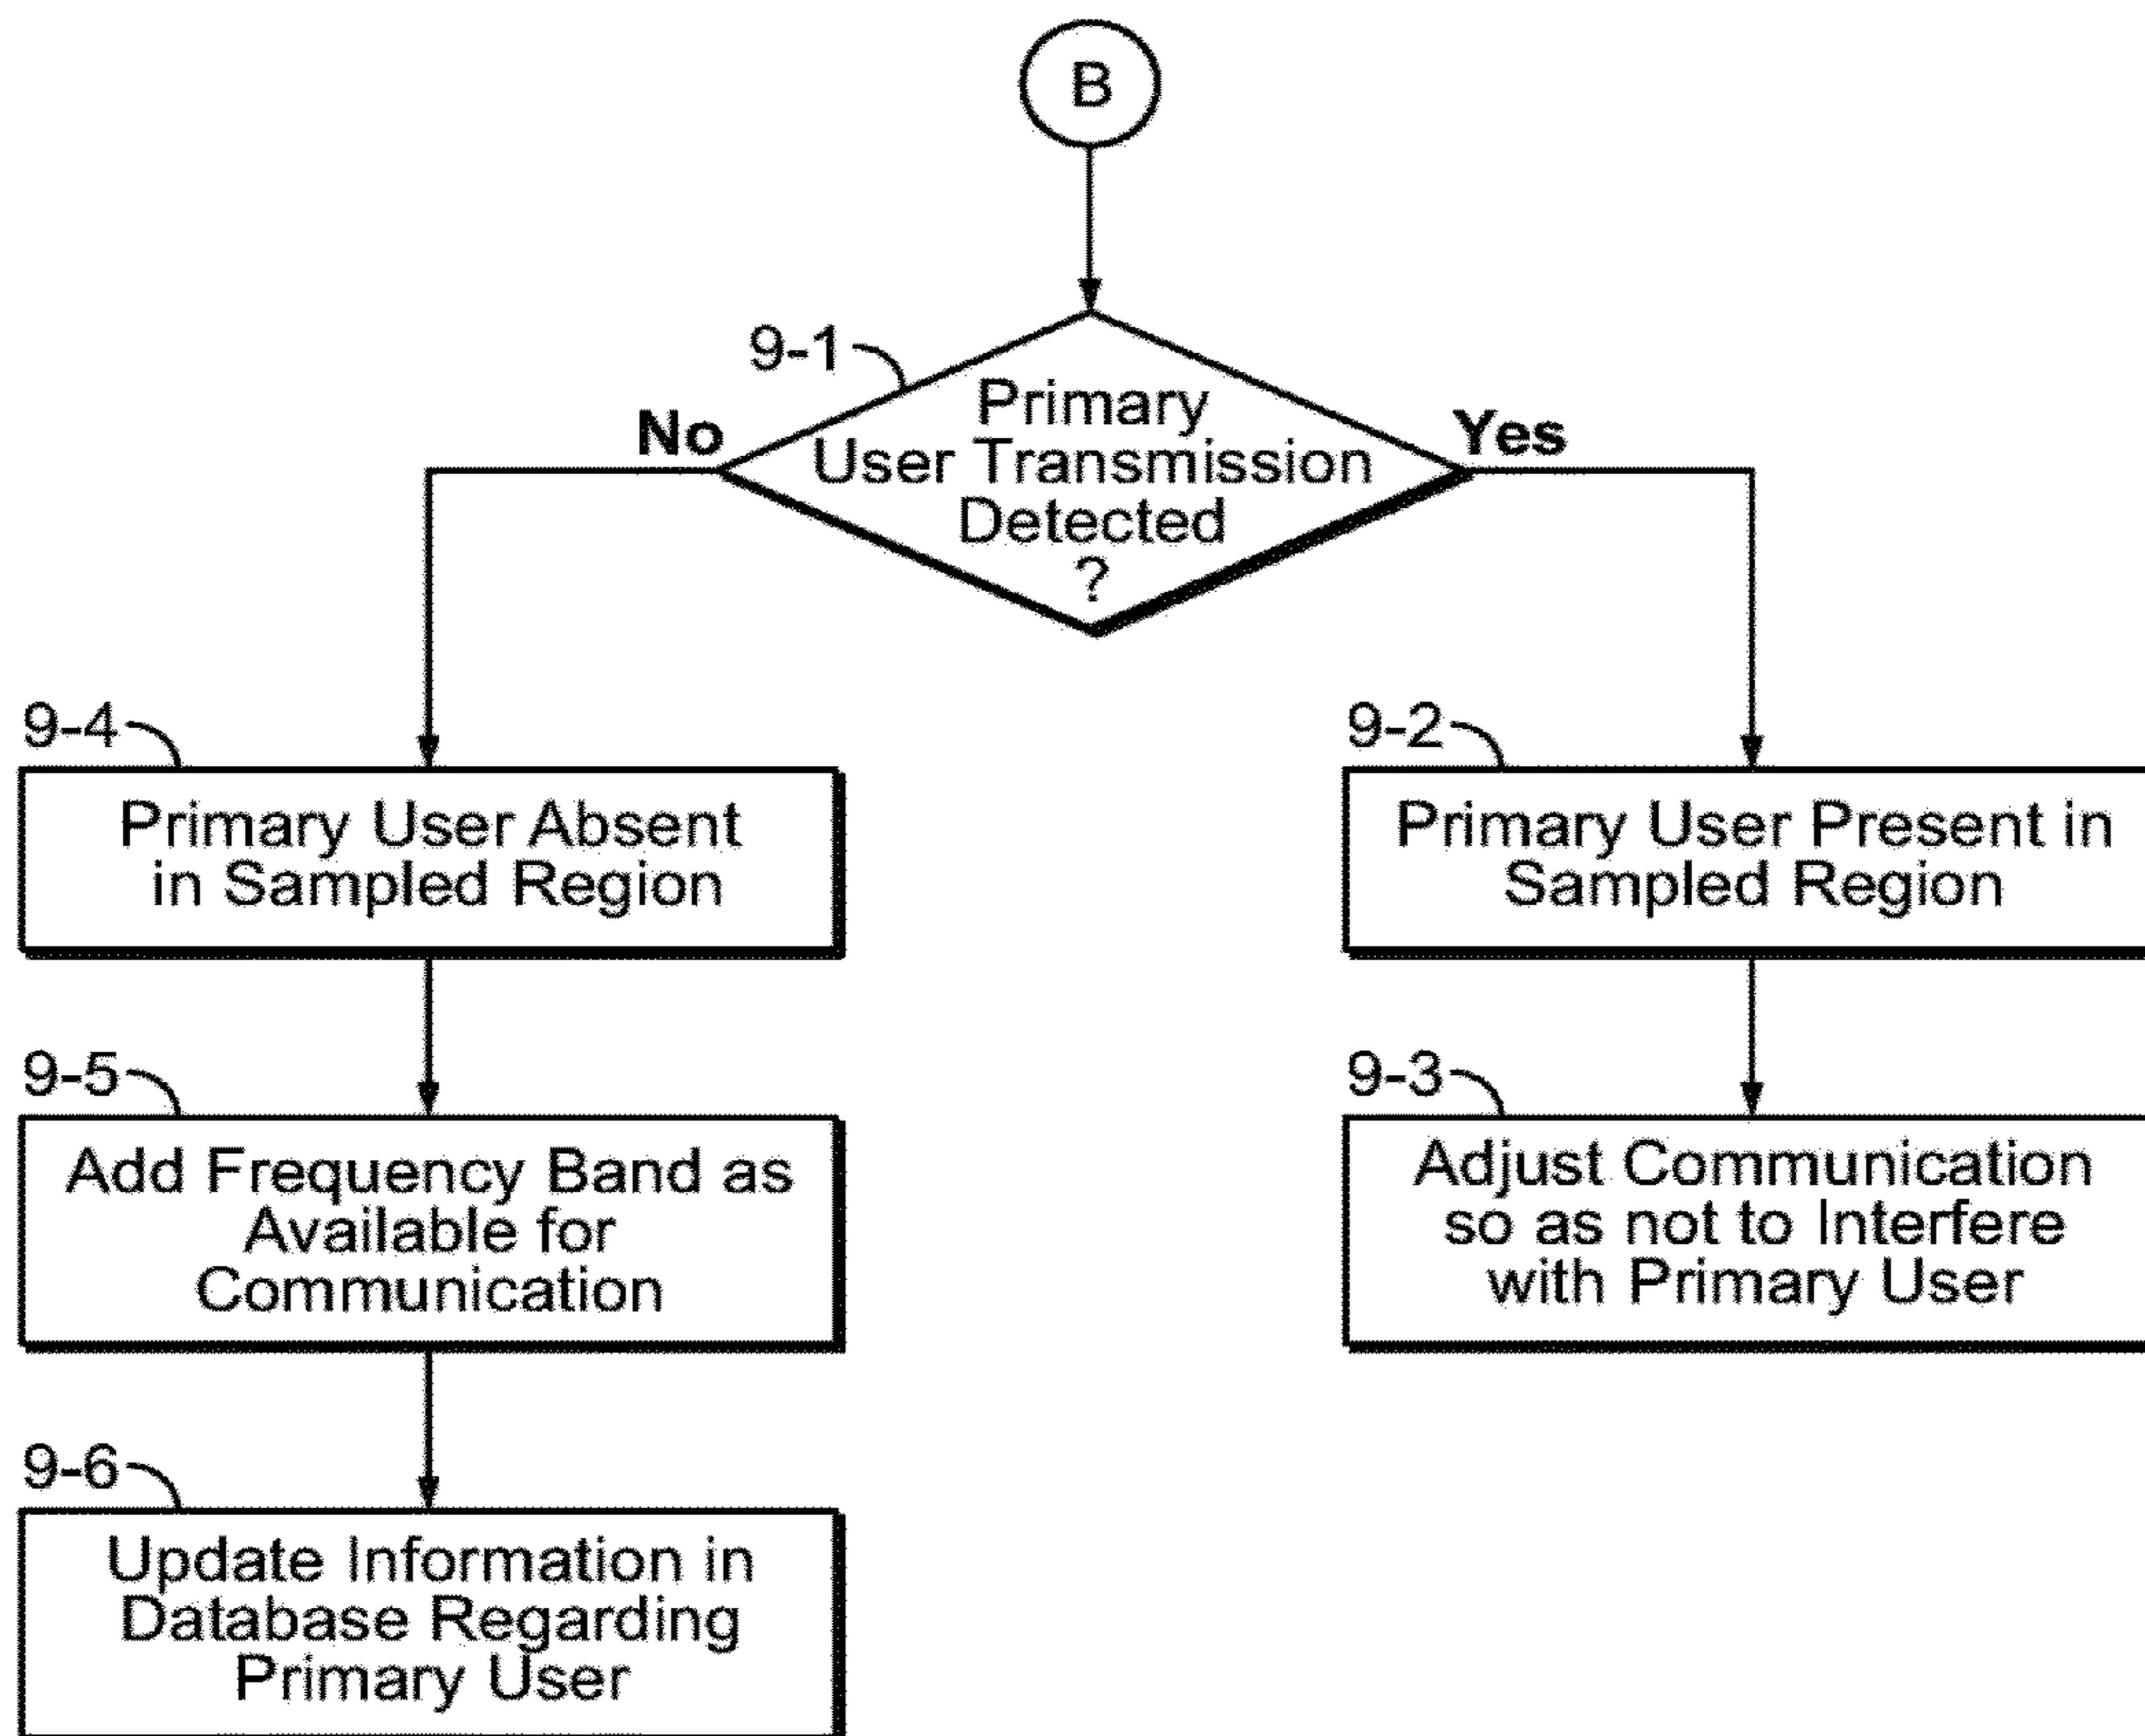 B
9-1
Primary
User Transmission
Detected
?
No
Yes
9-4
Primary User Absent
in Sampled Region
9-2
Primary User Present in
Sampled Region
9-5
Add Frequency Band as
Available for
Communication
9-3
Adjust Communication
so as not to Interfere
with Primary User
9-6
Update Information in
Database Regarding
Primary User